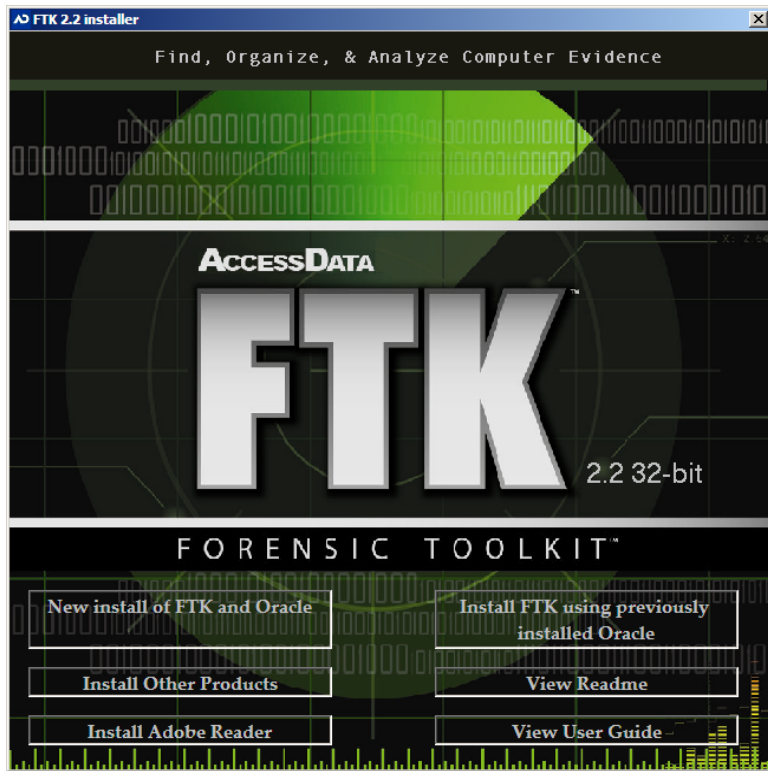 FTK 2.2 installer
Find, Organize, & Analyze Computer Evidence
ACCESSDATA
FTK™
2.2 32-bit
FORENSIC TOOLKIT™
New install of FTK and Oracle
Install FTK using previously
installed Oracle
Install Other Products
View Readme
Install Adobe Reader
View User Guide